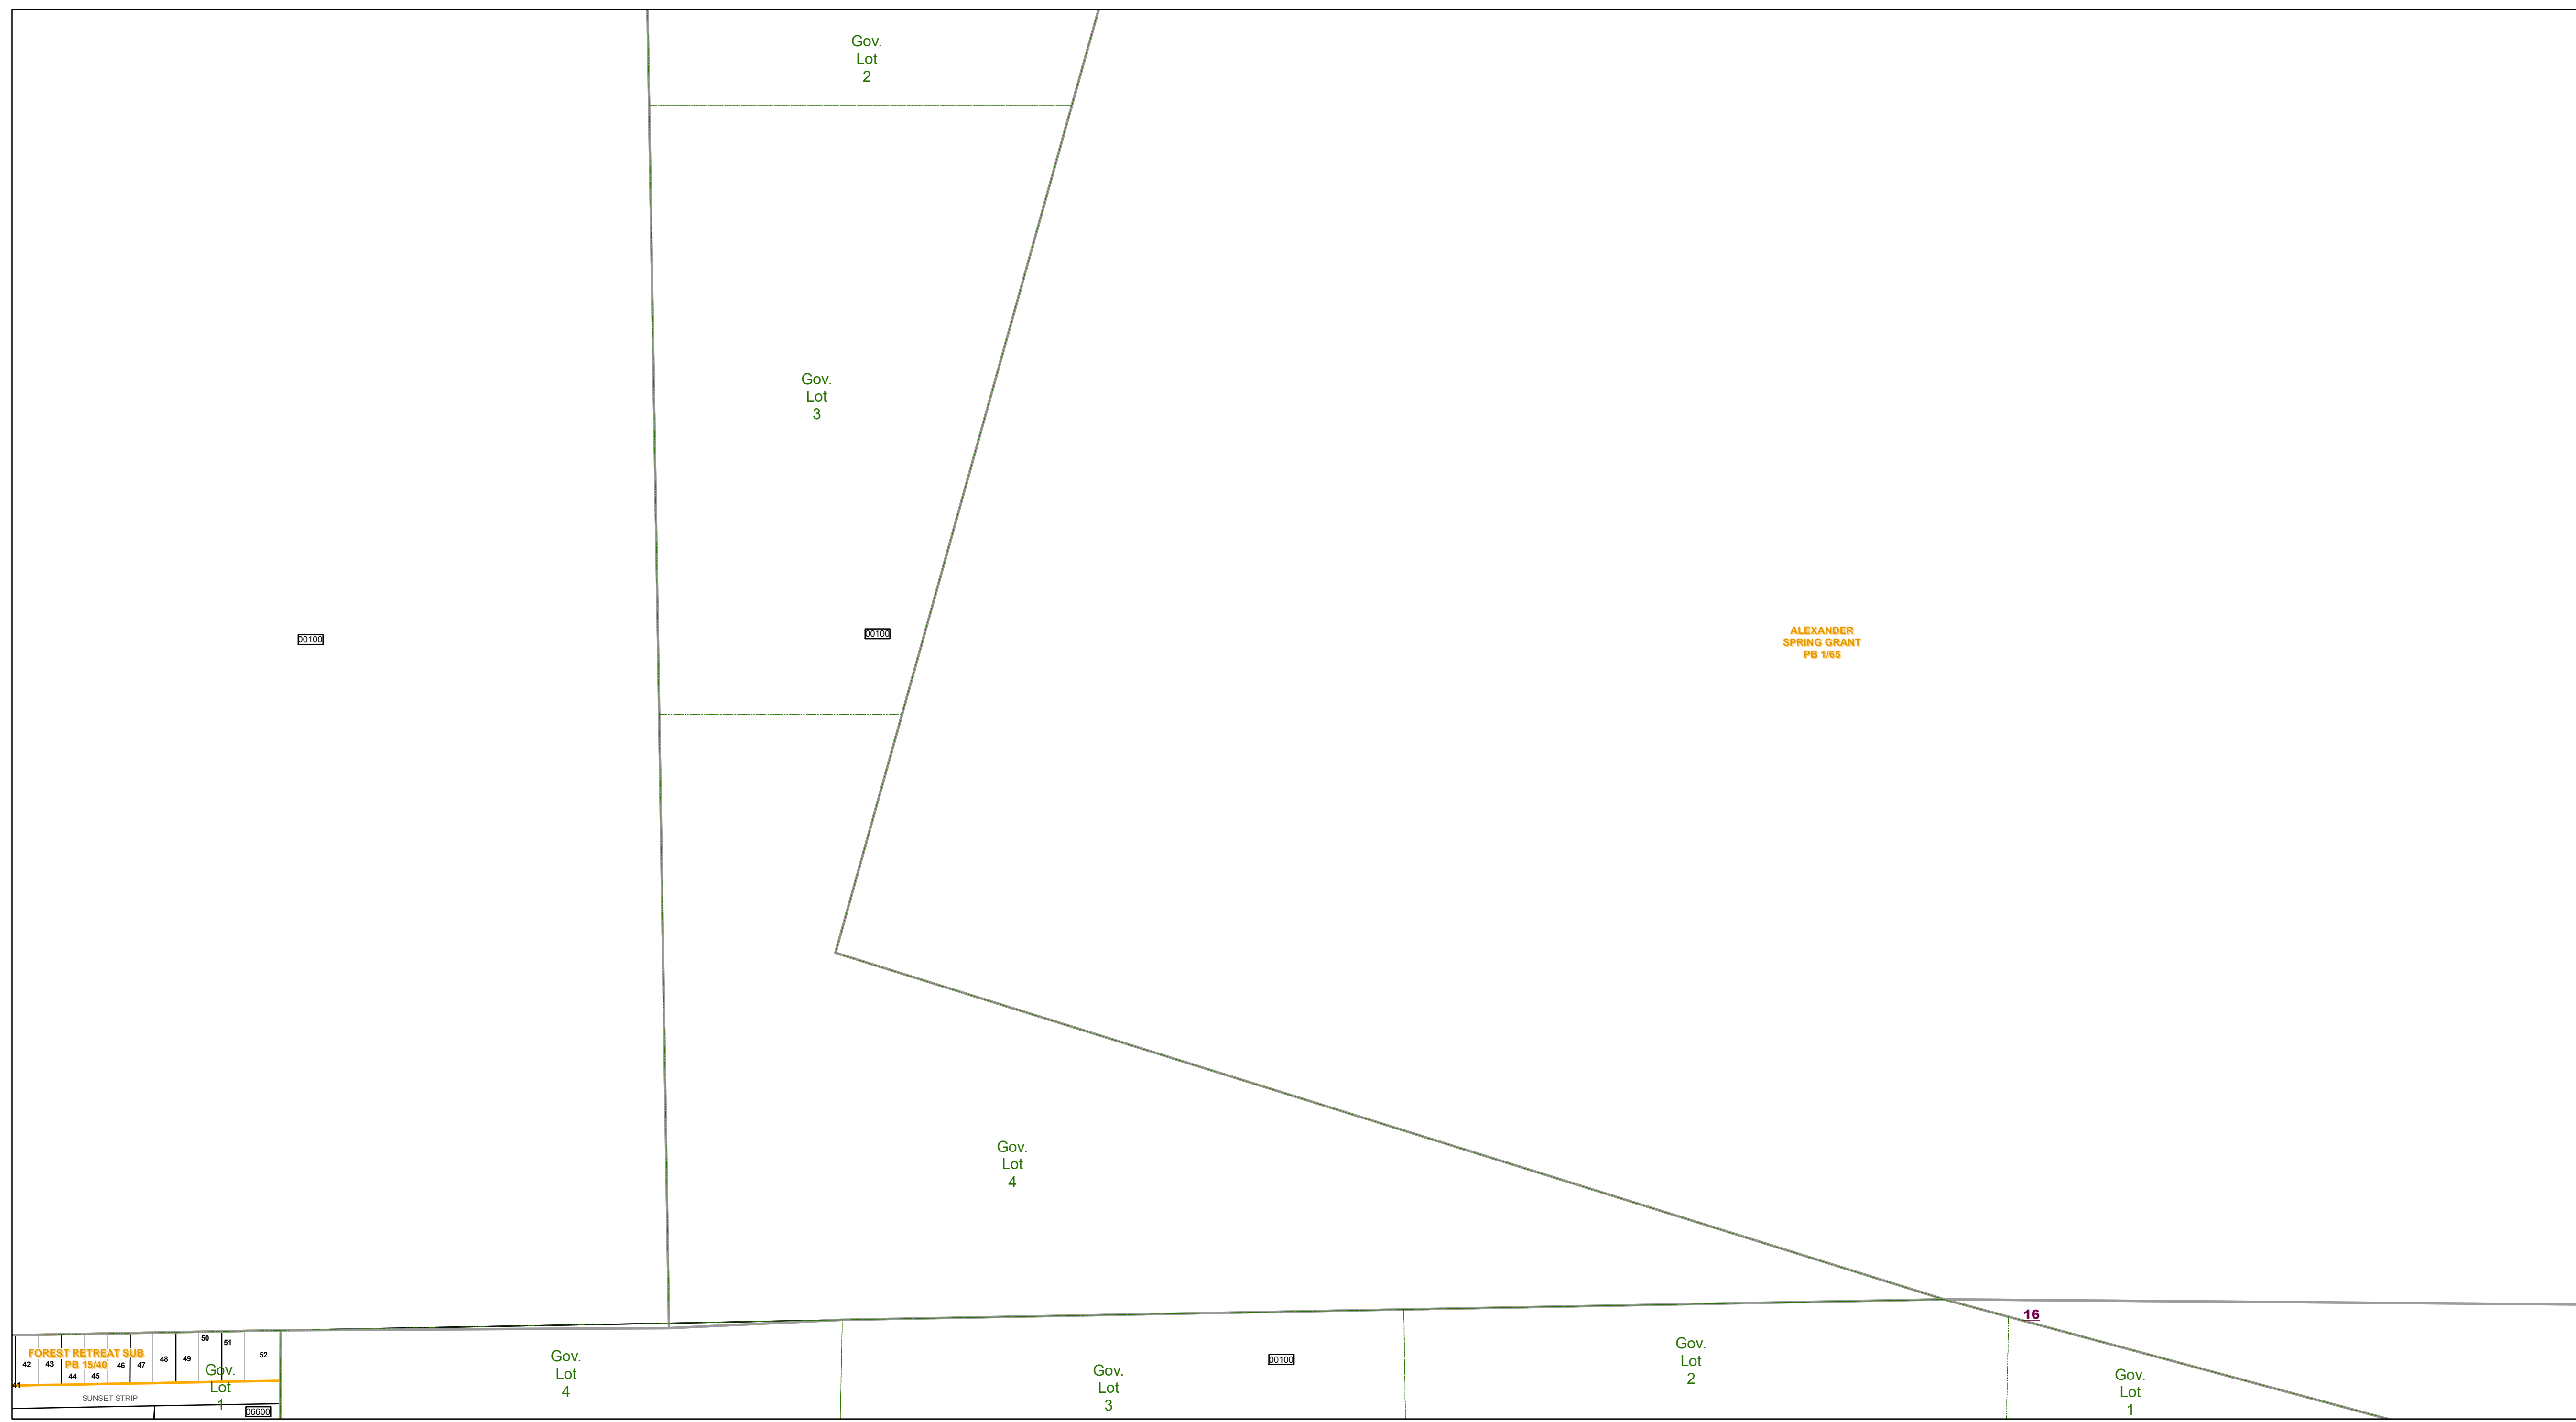 Gov.
Lot
2
Gov.
Lot
3
00100
00100
ALEXANDER
SPRING GRANT
PB 1/65
Gov.
Lot
4
16
50
51
52
FOREST RETREAT SUB
PB 15/40
42
43
44
45
46
47
48
49
41
Gov.
Lot
1
SUNSET STRIP
06600
Gov.
Lot
4
Gov.
Lot
3
00100
Gov.
Lot
2
Gov.
Lot
1